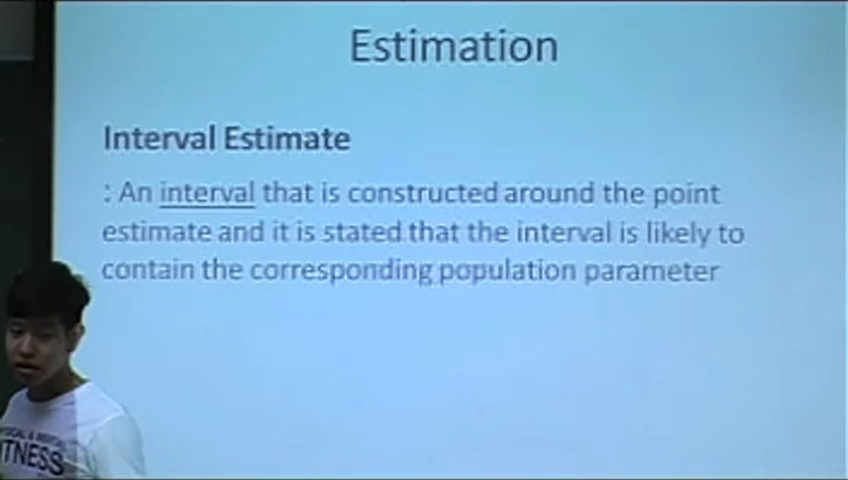 Estimation
Interval Estimate
: An interval that is constructed around the point
estimate and it is stated that the interval is likely to
contain the corresponding population parameter